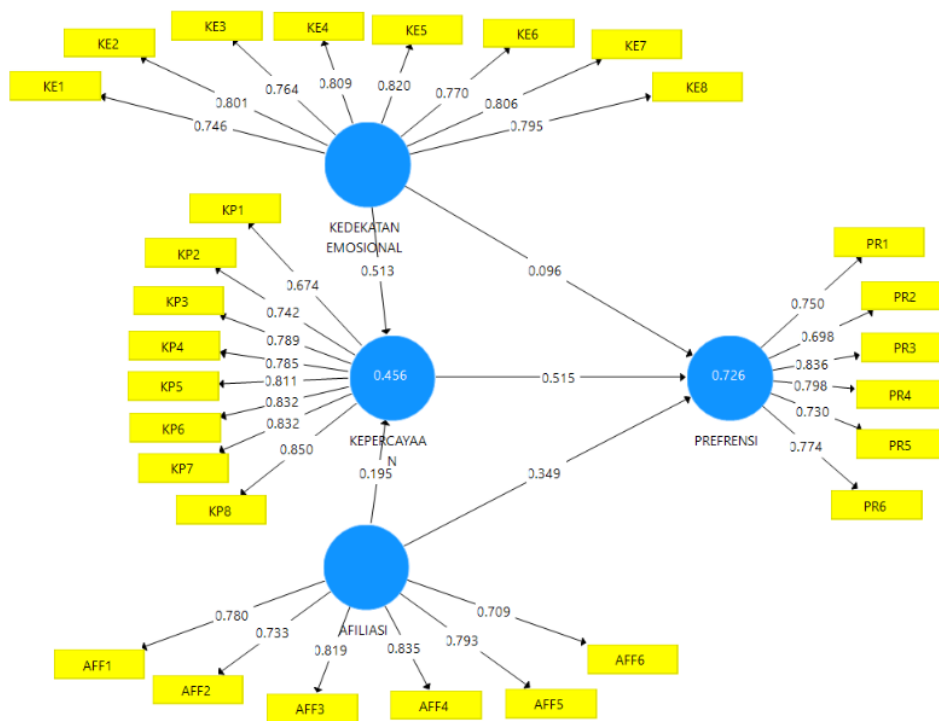 KE1
KE2
KE3
KE4
KE5
KE6
KE7
KE8
0.746
0.801
0.764
0.809
0.820
0.770
0.806
0.795
KEDEKATAN
EMOSIONAL
0.513
0.096
KP1
KP2
KP3
KP4
KP5
KP6
KP7
KP8
0.674
0.742
0.789
0.785
0.811
0.832
0.832
0.850
0.456
KEPERCAYAA
N
0.195
0.515
0.349
0.726
PREFRENSI
PR1
PR2
PR3
PR4
PR5
PR6
0.750
0.698
0.836
0.798
0.730
0.774
AFILIASI
0.780
0.733
0.819
0.835
0.793
0.709
AFF1
AFF2
AFF3
AFF4
AFF5
AFF6